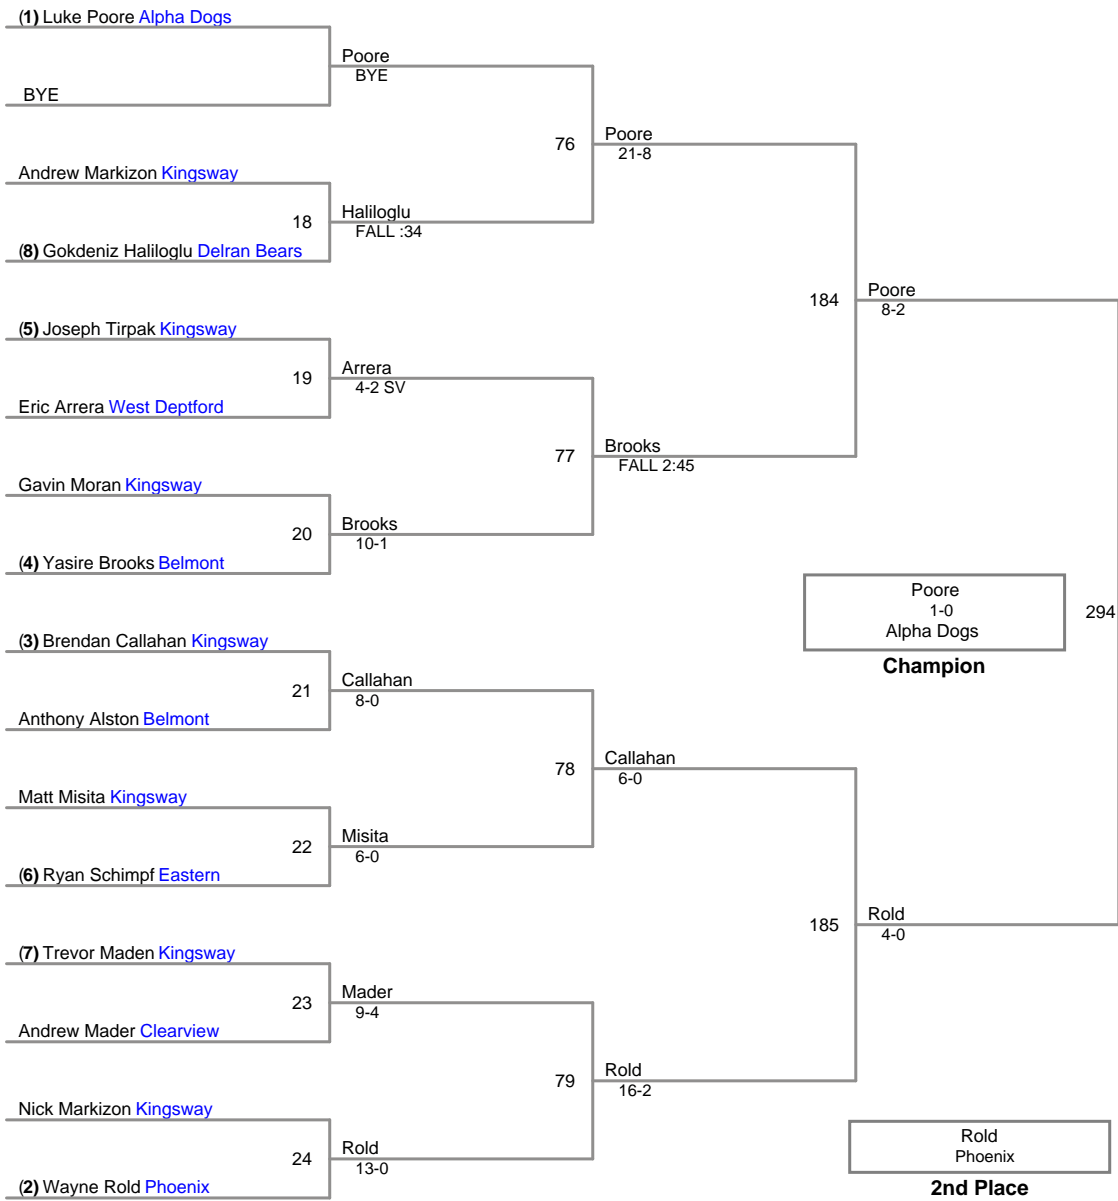 (1) Luke Poore Alpha Dogs
Poore
BYE
BYE
76
Poore
21-8
Andrew Markizon Kingsway
18
Haliloglu
FALL :34
(8) Gokdeniz Haliloglu Delran Bears
184
Poore
8-2
(5) Joseph Tirpak Kingsway
19
Arrera
4-2 SV
Eric Arrera West Deptford
77
Brooks
FALL 2:45
Gavin Moran Kingsway
20
Brooks
10-1
(4) Yasire Brooks Belmont
Poore
1-0
Alpha Dogs
294
Champion
(3) Brendan Callahan Kingsway
21
Callahan
8-0
Anthony Alston Belmont
78
Callahan
6-0
Matt Misita Kingsway
22
Misita
6-0
(6) Ryan Schimpf Eastern
185
Rold
4-0
(7) Trevor Maden Kingsway
23
Mader
9-4
Andrew Mader Clearview
79
Rold
16-2
Nick Markizon Kingsway
24
Rold
13-0
(2) Wayne Rold Phoenix
Rold
Phoenix
2nd Place